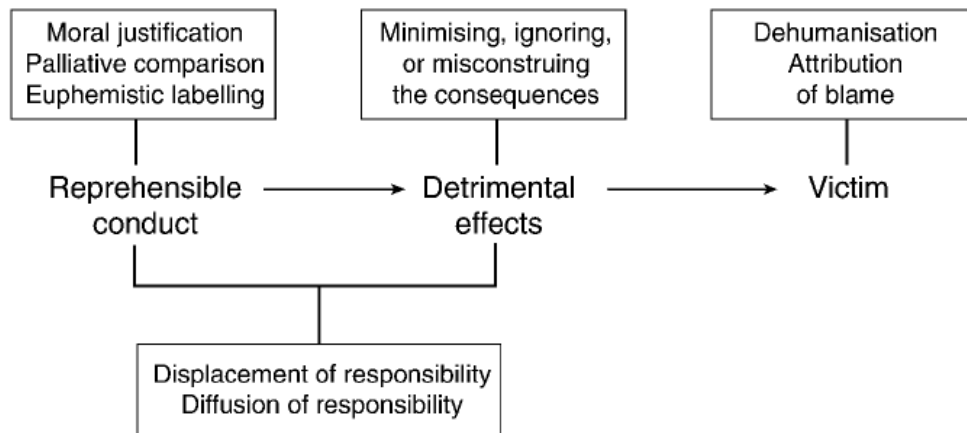 Moral justification
Palliative comparison
Euphemistic labelling
Minimising, ignoring,
or misconstruing
the consequences
Dehumanisation
Attribution
of blame
Reprehensible
conduct
Detrimental
effects
Victim
Displacement of responsibility
Diffusion of responsibility